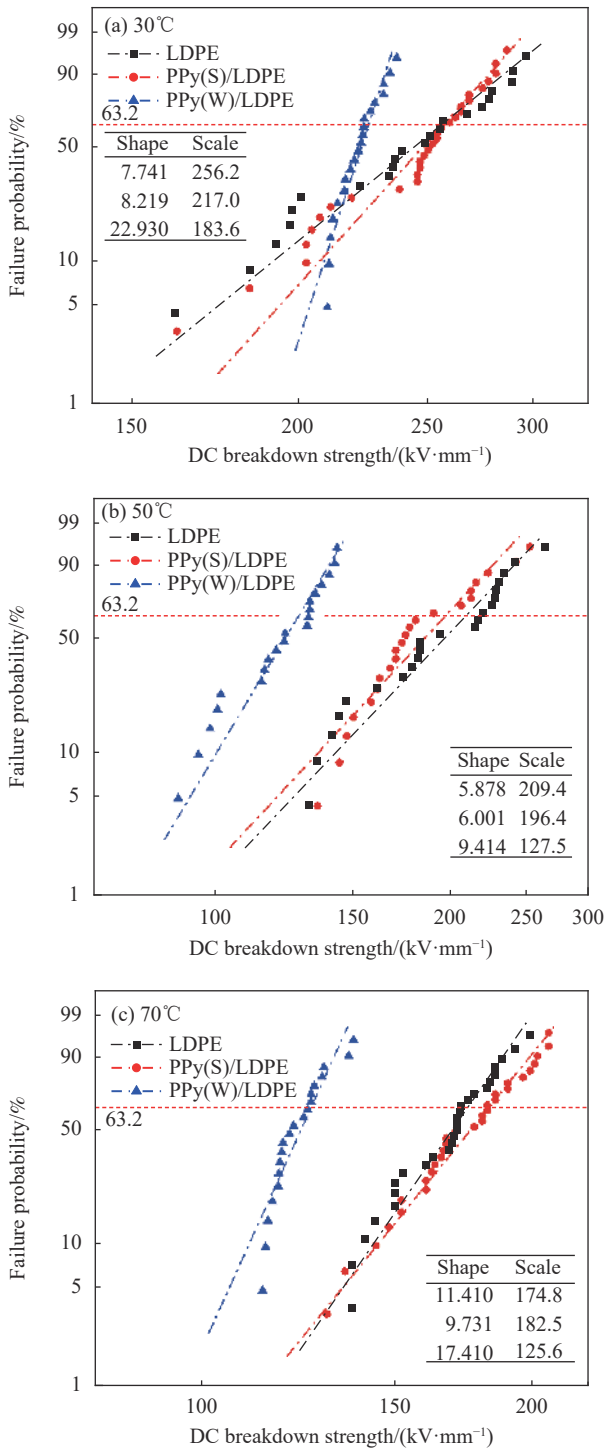 (a) 30℃
LDPE
PPy(S)/LDPE
PPy(W)/LDPE
99
90
63.2
50
10
5
1
Failure probability/%
Shape Scale
7.741 256.2
8.219 217.0
22.930 183.6
150 200 250 300
DC breakdown strength/(kV·mm⁻¹)
(b) 50℃
LDPE
PPy(S)/LDPE
PPy(W)/LDPE
99
90
63.2
50
10
5
1
Failure probability/%
Shape Scale
5.878 209.4
6.001 196.4
9.414 127.5
100 150 200 250 300
DC breakdown strength/(kV·mm⁻¹)
(c) 70℃
LDPE
PPy(S)/LDPE
PPy(W)/LDPE
99
90
63.2
50
10
5
1
Failure probability/%
Shape Scale
11.410 174.8
9.731 182.5
17.410 125.6
100 150 200
DC breakdown strength/(kV·mm⁻¹)